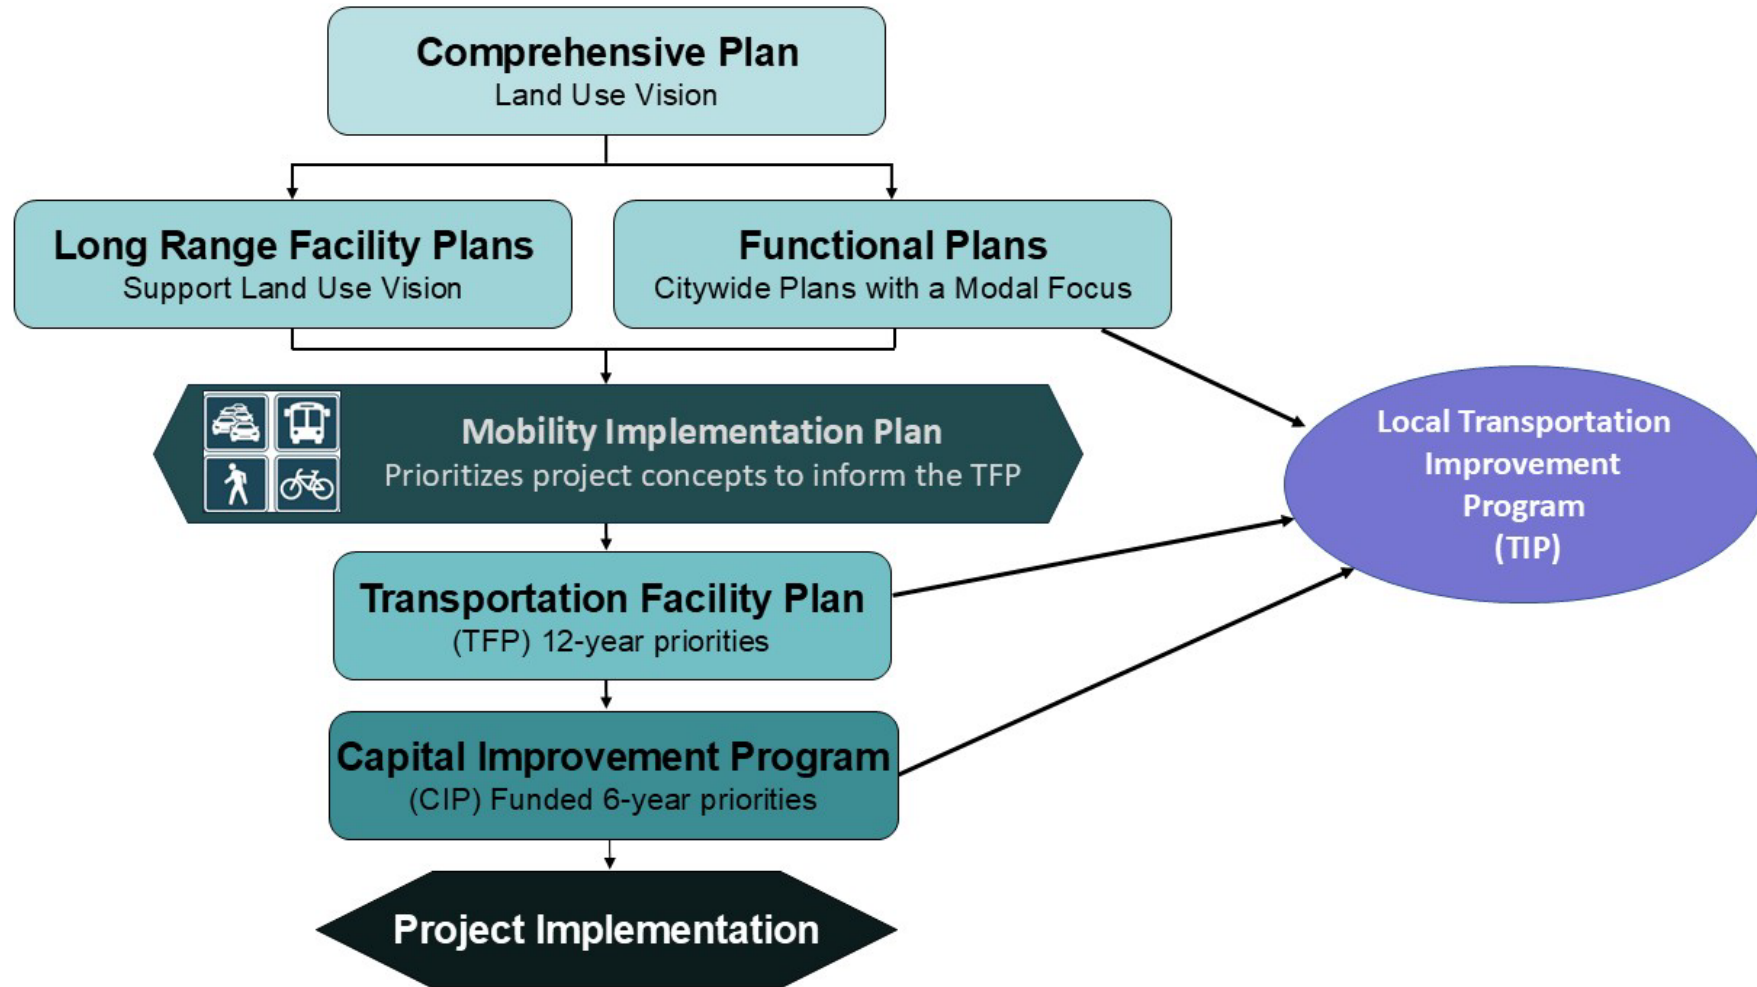 Comprehensive Plan
Land Use Vision
Long Range Facility Plans
Support Land Use Vision
Functional Plans
Citywide Plans with a Modal Focus
Mobility Implementation Plan
Prioritizes project concepts to inform the TFP
Local Transportation
Improvement
Program
(TIP)
Transportation Facility Plan
(TFP) 12-year priorities
Capital Improvement Program
(CIP) Funded 6-year priorities
Project Implementation